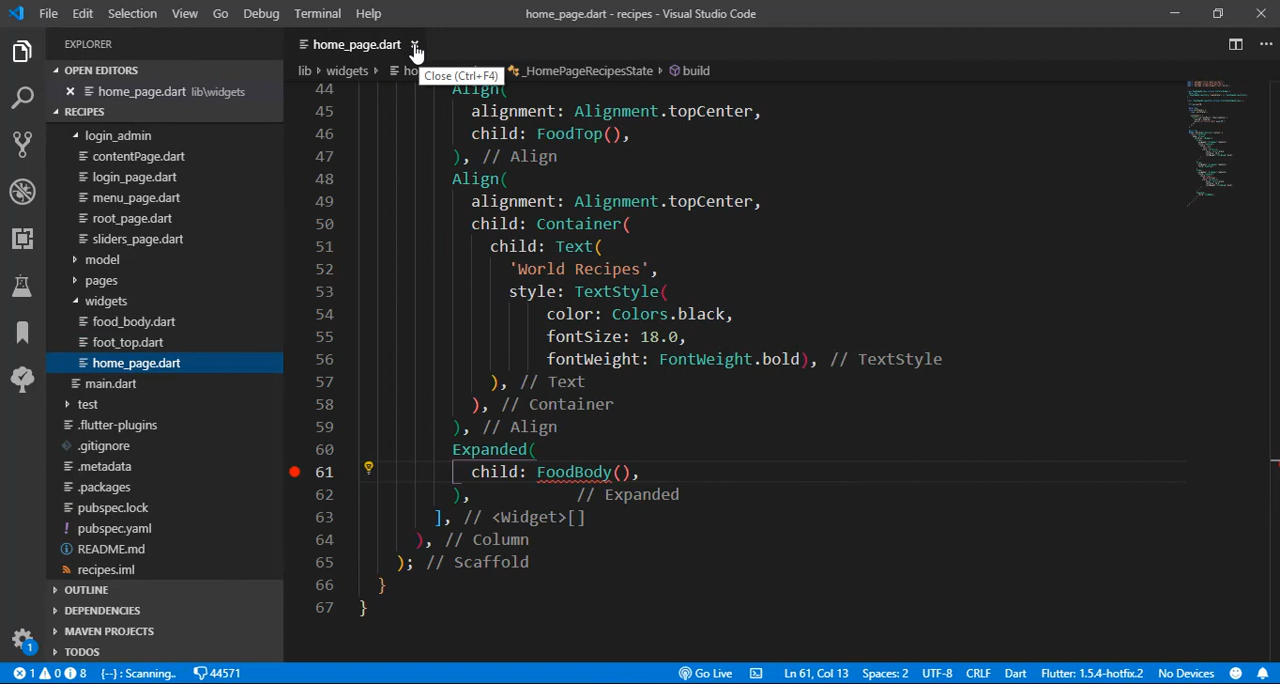 File Edit Selection View Go Debug Terminal Help
home_page.dart - recipes - Visual Studio Code
EXPLORER
OPEN EDITORS
home_page.dart lib\widgets
RECIPES
login_admin
contentPage.dart
login_page.dart
menu_page.dart
root_page.dart
sliders_page.dart
model
pages
widgets
food_body.dart
foot_top.dart
home_page.dart
main.dart
test
.flutter-plugins
.gitignore
.metadata
.packages
pubspec.lock
pubspec.yaml
README.md
recipes.iml
OUTLINE
DEPENDENCIES
MAVEN PROJECTS
TODOS
home_page.dart
lib widgets _HomePageRecipesState build
Close (Ctrl+F4)
44 Align(
45 alignment: Alignment.topCenter,
46 child: FoodTop(),
47 ), // Align
48 Align(
49 alignment: Alignment.topCenter,
50 child: Container(
51 child: Text(
52 'World Recipes',
53 style: TextStyle(
54 color: Colors.black,
55 fontSize: 18.0,
56 fontWeight: FontWeight.bold), // TextStyle
57 ), // Text
58 ), // Container
59 ), // Align
60 Expanded(
61 child: FoodBody(),
62 ), // Expanded
63 ], // <Widget>[]
64 ), // Column
65 ); // Scaffold
66 }
67 }
1
1 0 8 {--} : Scanning.. 44571 Go Live Ln 61, Col 13 Spaces: 2 UTF-8 CRLF Dart Flutter: 1.5.4-hotfix2 No Devices